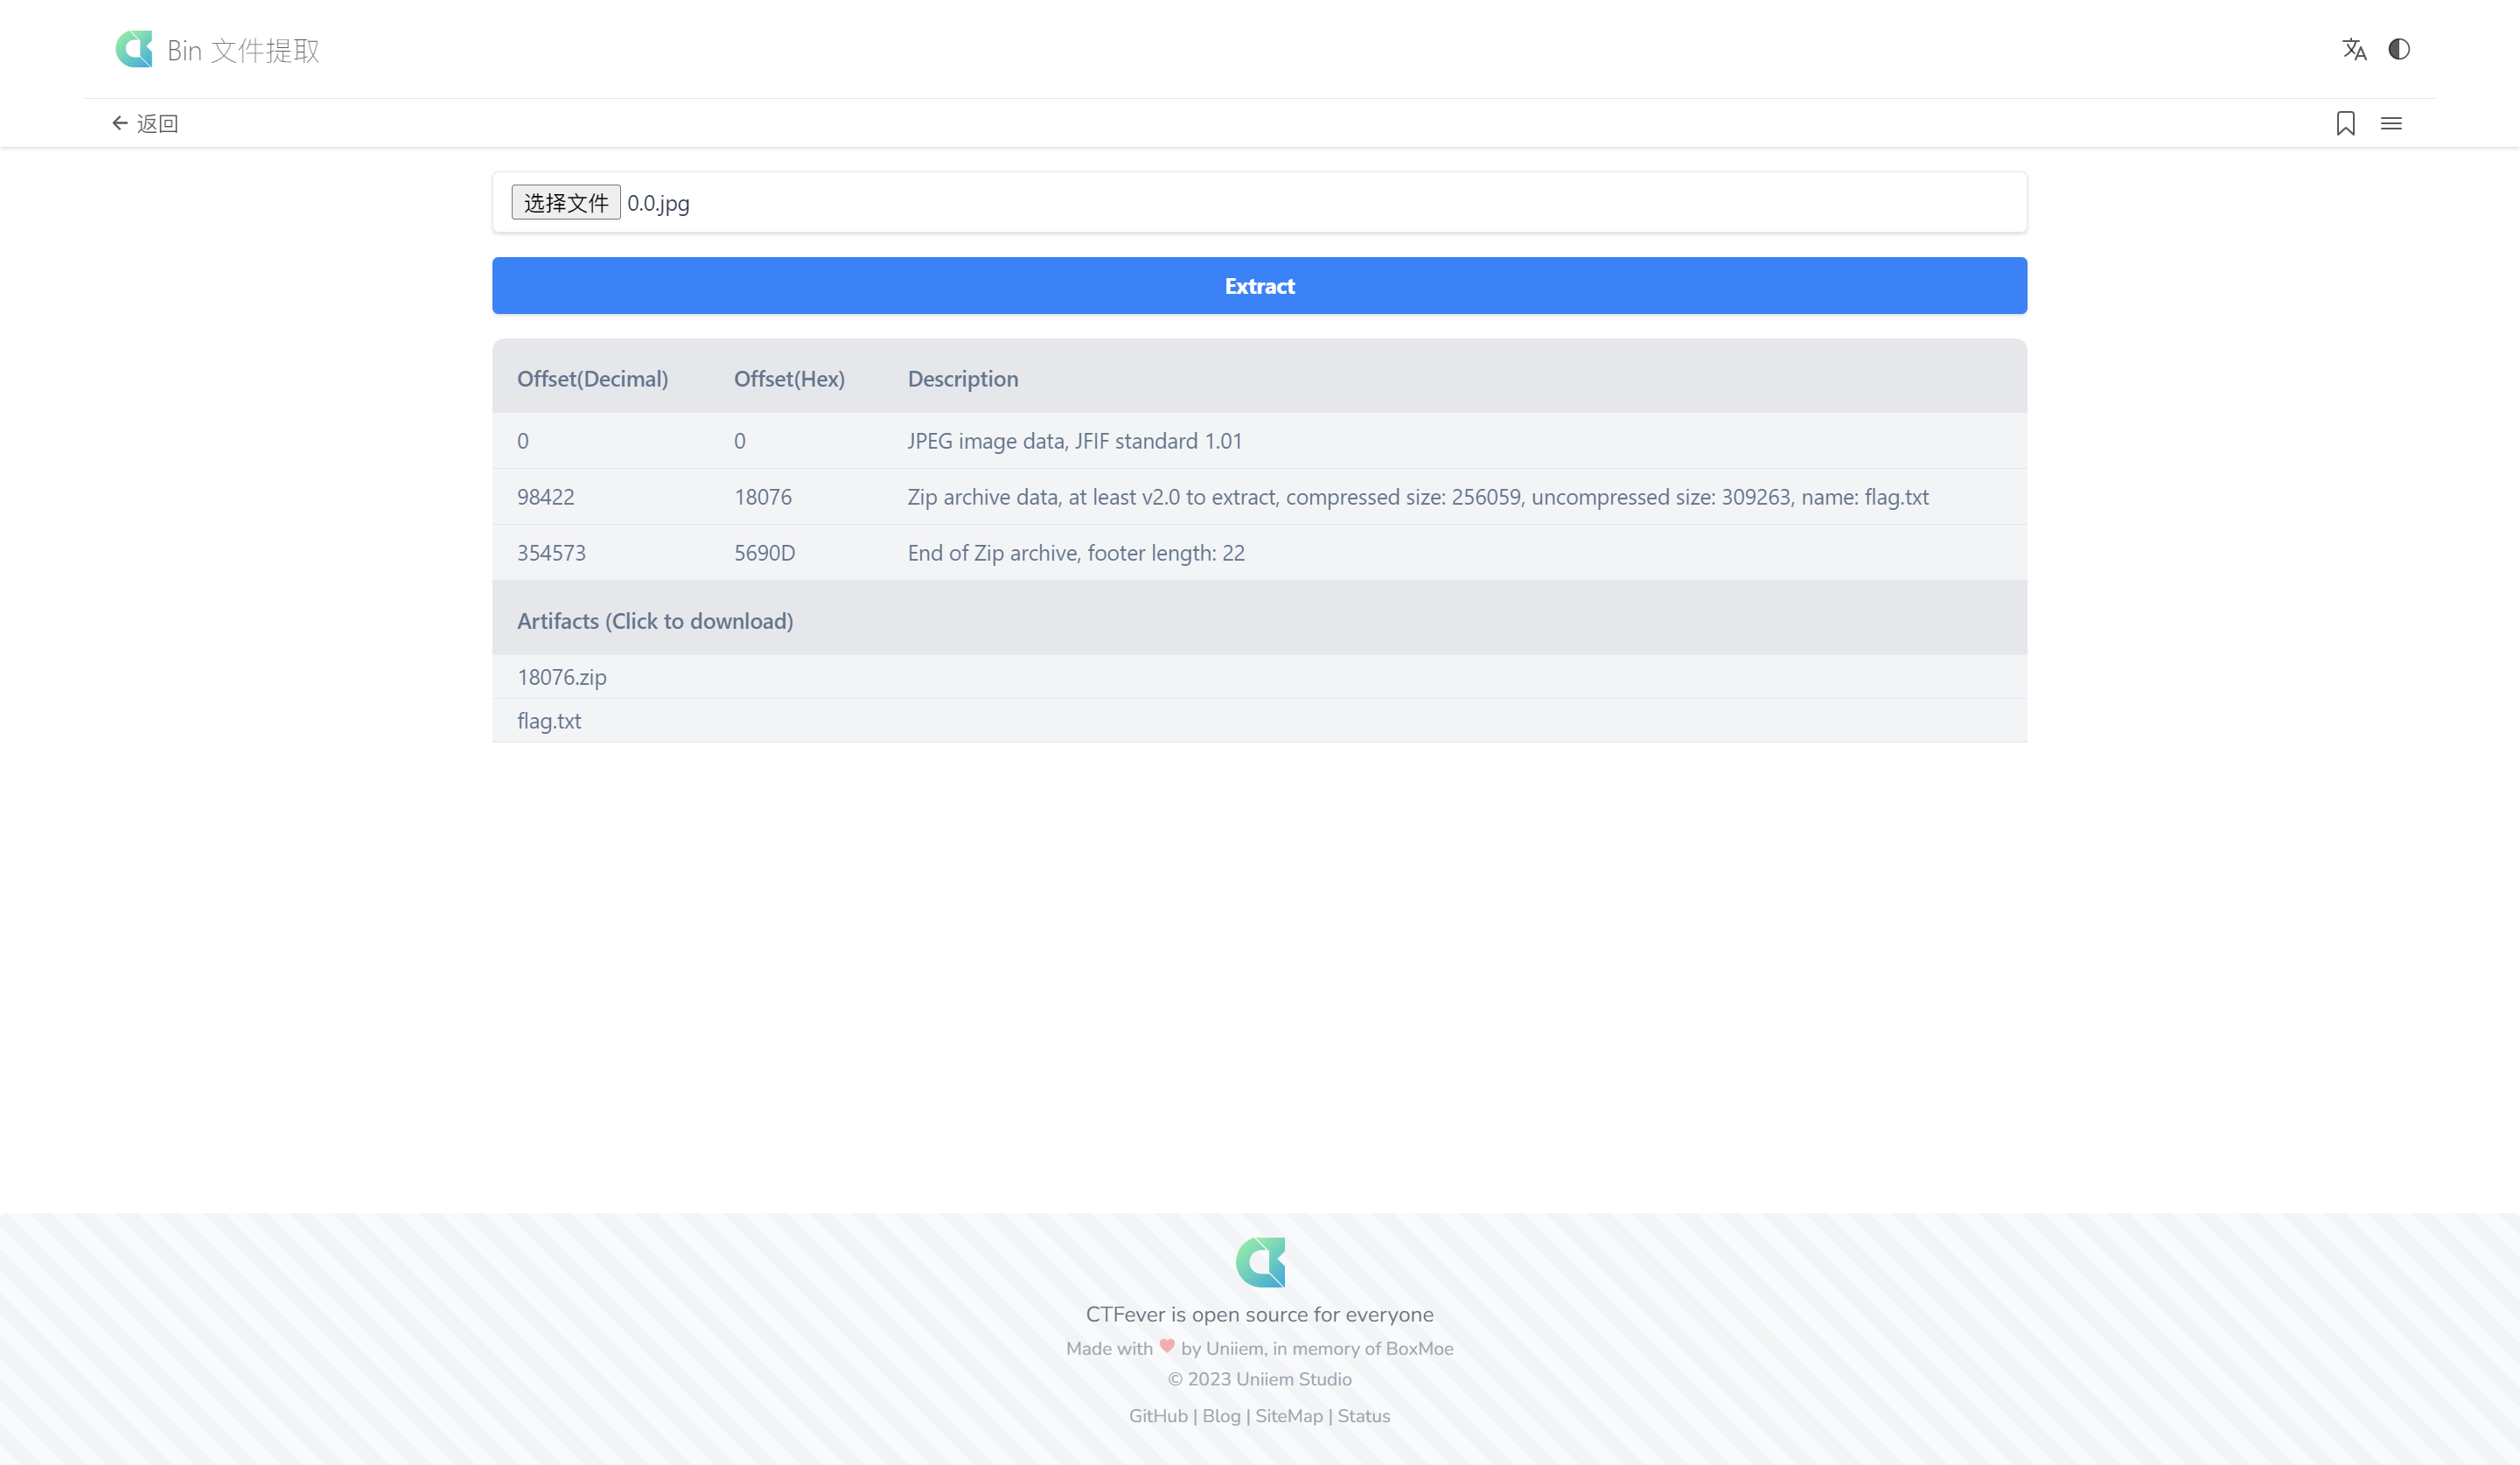 Bin 文件提取
返回
选择文件 0.0.jpg
Extract
Offset(Decimal) Offset(Hex) Description
0 0 JPEG image data, JFIF standard 1.01
98422 18076 Zip archive data, at least v2.0 to extract, compressed size: 256059, uncompressed size: 309263, name: flag.txt
354573 5690D End of Zip archive, footer length: 22
Artifacts (Click to download)
18076.zip
flag.txt
CTFever is open source for everyone
Made with ♥ by Uniiem, in memory of BoxMoe
© 2023 Uniiem Studio
GitHub | Blog | SiteMap | Status